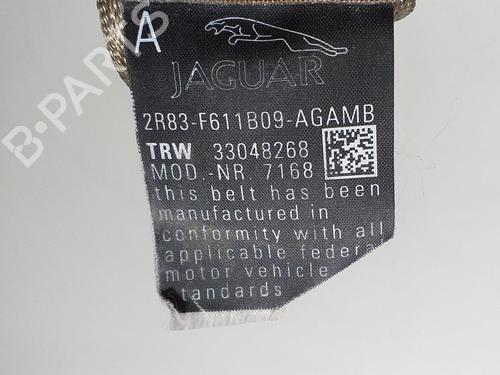 A
JAGUAR
2R83-F611B09-AGAMB
TRW 33048268
MOD.-NR. 7168
this belt has been
manufactured in
conformity with all
applicable federal
motor vehicle
standards
B-PARTS